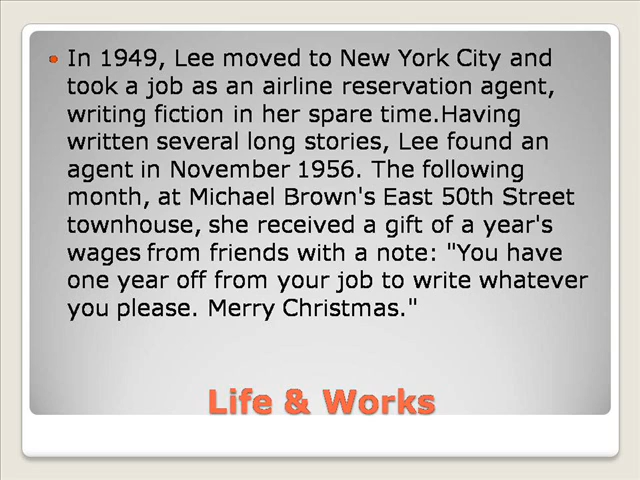 In 1949, Lee moved to New York City and
took a job as an airline reservation agent,
writing fiction in her spare time.Having
written several long stories, Lee found an
agent in November 1956. The following
month, at Michael Brown's East 50th Street
townhouse, she received a gift of a year's
wages from friends with a note: "You have
one year off from your job to write whatever
you please. Merry Christmas."
Life & Works